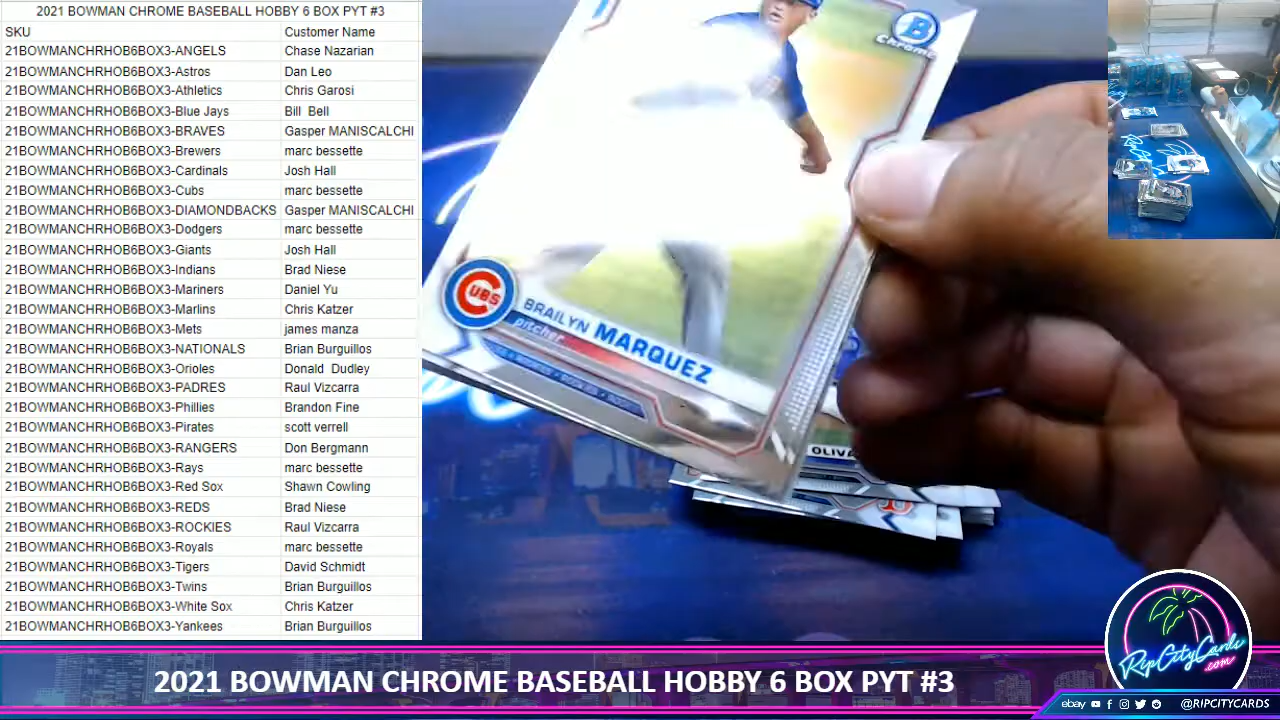 2021 BOWMAN CHROME BASEBALL HOBBY 6 BOX PYT #3
SKU Customer Name
21BOWMANCHRHOB6BOX3-ANGELS Chase Nazarian
21BOWMANCHRHOB6BOX3-Astros Dan Leo
21BOWMANCHRHOB6BOX3-Athletics Chris Garosi
21BOWMANCHRHOB6BOX3-Blue Jays Bill Bell
21BOWMANCHRHOB6BOX3-BRAVES Gasper MANISCALCHI
21BOWMANCHRHOB6BOX3-Brewers marc bessette
21BOWMANCHRHOB6BOX3-Cardinals Josh Hall
21BOWMANCHRHOB6BOX3-Cubs marc bessette
21BOWMANCHRHOB6BOX3-DIAMONDBACKS Gasper MANISCALCHI
21BOWMANCHRHOB6BOX3-Dodgers marc bessette
21BOWMANCHRHOB6BOX3-Giants Josh Hall
21BOWMANCHRHOB6BOX3-Indians Brad Niese
21BOWMANCHRHOB6BOX3-Mariners Daniel Yu
21BOWMANCHRHOB6BOX3-Marlins Chris Katzer
21BOWMANCHRHOB6BOX3-Mets james manza
21BOWMANCHRHOB6BOX3-NATIONALS Brian Burguillos
21BOWMANCHRHOB6BOX3-Orioles Donald Dudley
21BOWMANCHRHOB6BOX3-PADRES Raul Vizcarra
21BOWMANCHRHOB6BOX3-Phillies Brandon Fine
21BOWMANCHRHOB6BOX3-Pirates scott verrell
21BOWMANCHRHOB6BOX3-RANGERS Don Bergmann
21BOWMANCHRHOB6BOX3-Rays marc bessette
21BOWMANCHRHOB6BOX3-Red Sox Shawn Cowling
21BOWMANCHRHOB6BOX3-REDS Brad Niese
21BOWMANCHRHOB6BOX3-ROCKIES Raul Vizcarra
21BOWMANCHRHOB6BOX3-Royals marc bessette
21BOWMANCHRHOB6BOX3-Tigers David Schmidt
21BOWMANCHRHOB6BOX3-Twins Brian Burguillos
21BOWMANCHRHOB6BOX3-White Sox Chris Katzer
21BOWMANCHRHOB6BOX3-Yankees Brian Burguillos
B
Chrome
CUBS
BRAILYN MARQUEZ
pitcher
2021 BOWMAN CHROME BASEBALL HOBBY 6 BOX PYT #3
RipCityCards
.com
ebay @RIPCITYCARDS